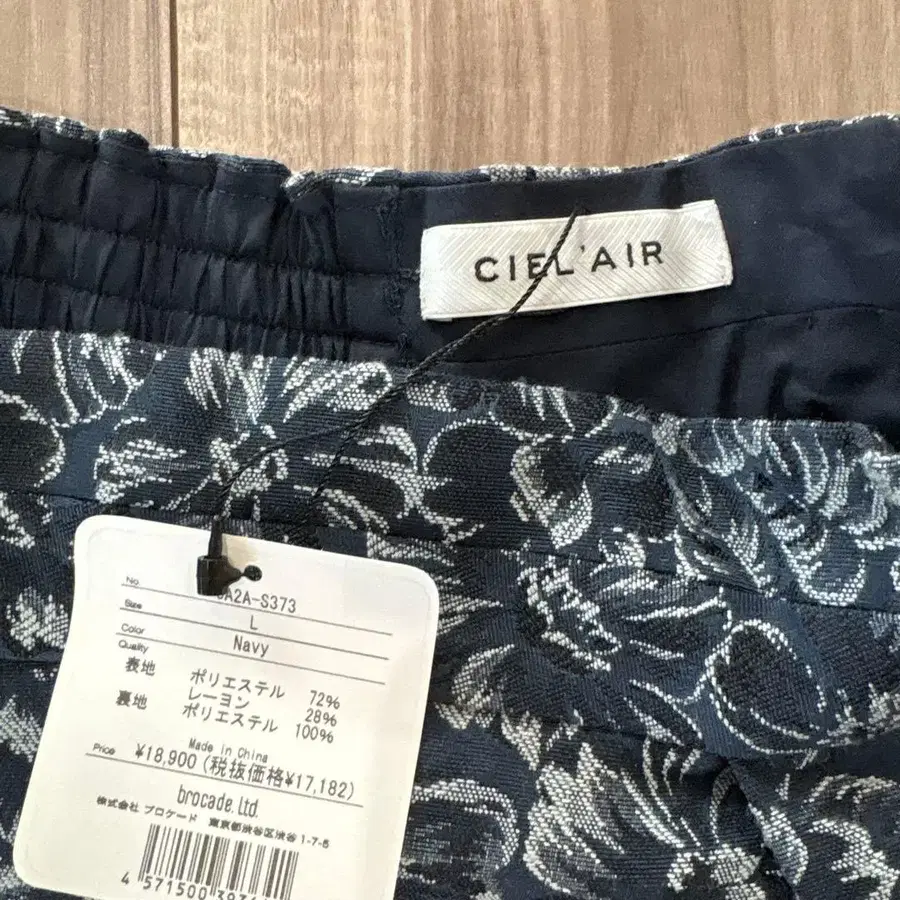 CIEL'AIR
No.
A2A-S373
Size
L
Color
Navy
Quality
表地 ポリエステル 72%
レーヨン 28%
裏地 ポリエステル 100%
Made in China
Price ¥18,900(税抜価格¥17,182)
brocade.Ltd.
株式会社 ブロケード 東京都渋谷区渋谷 1-7-5
4 571500